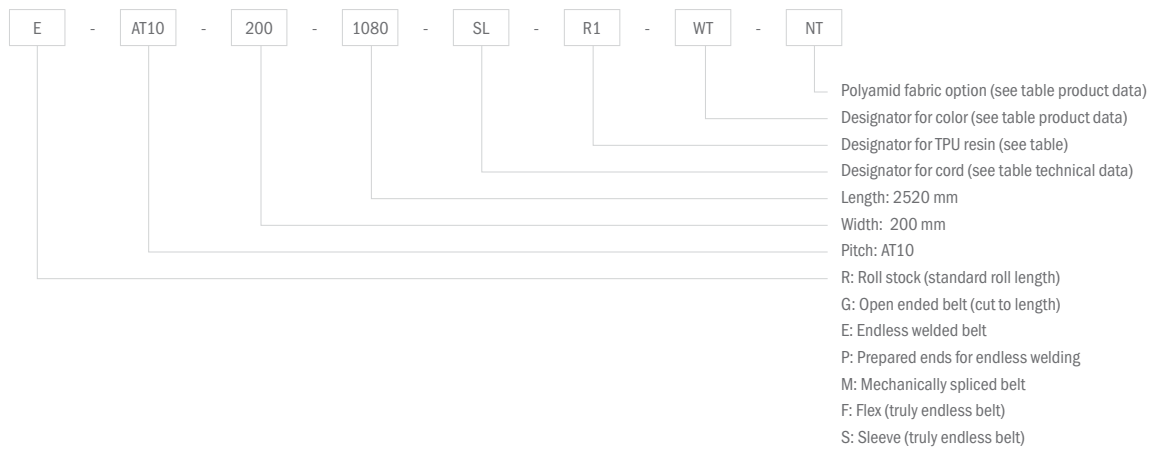 E - AT10 - 200 - 1080 - SL - R1 - WT - NT
Polyamid fabric option (see table product data)
Designator for color (see table product data)
Designator for TPU resin (see table)
Designator for cord (see table technical data)
Length: 2520 mm
Width: 200 mm
Pitch: AT10
R: Roll stock (standard roll length)
G: Open ended belt (cut to length)
E: Endless welded belt
P: Prepared ends for endless welding
M: Mechanically spliced belt
F: Flex (truly endless belt)
S: Sleeve (truly endless belt)